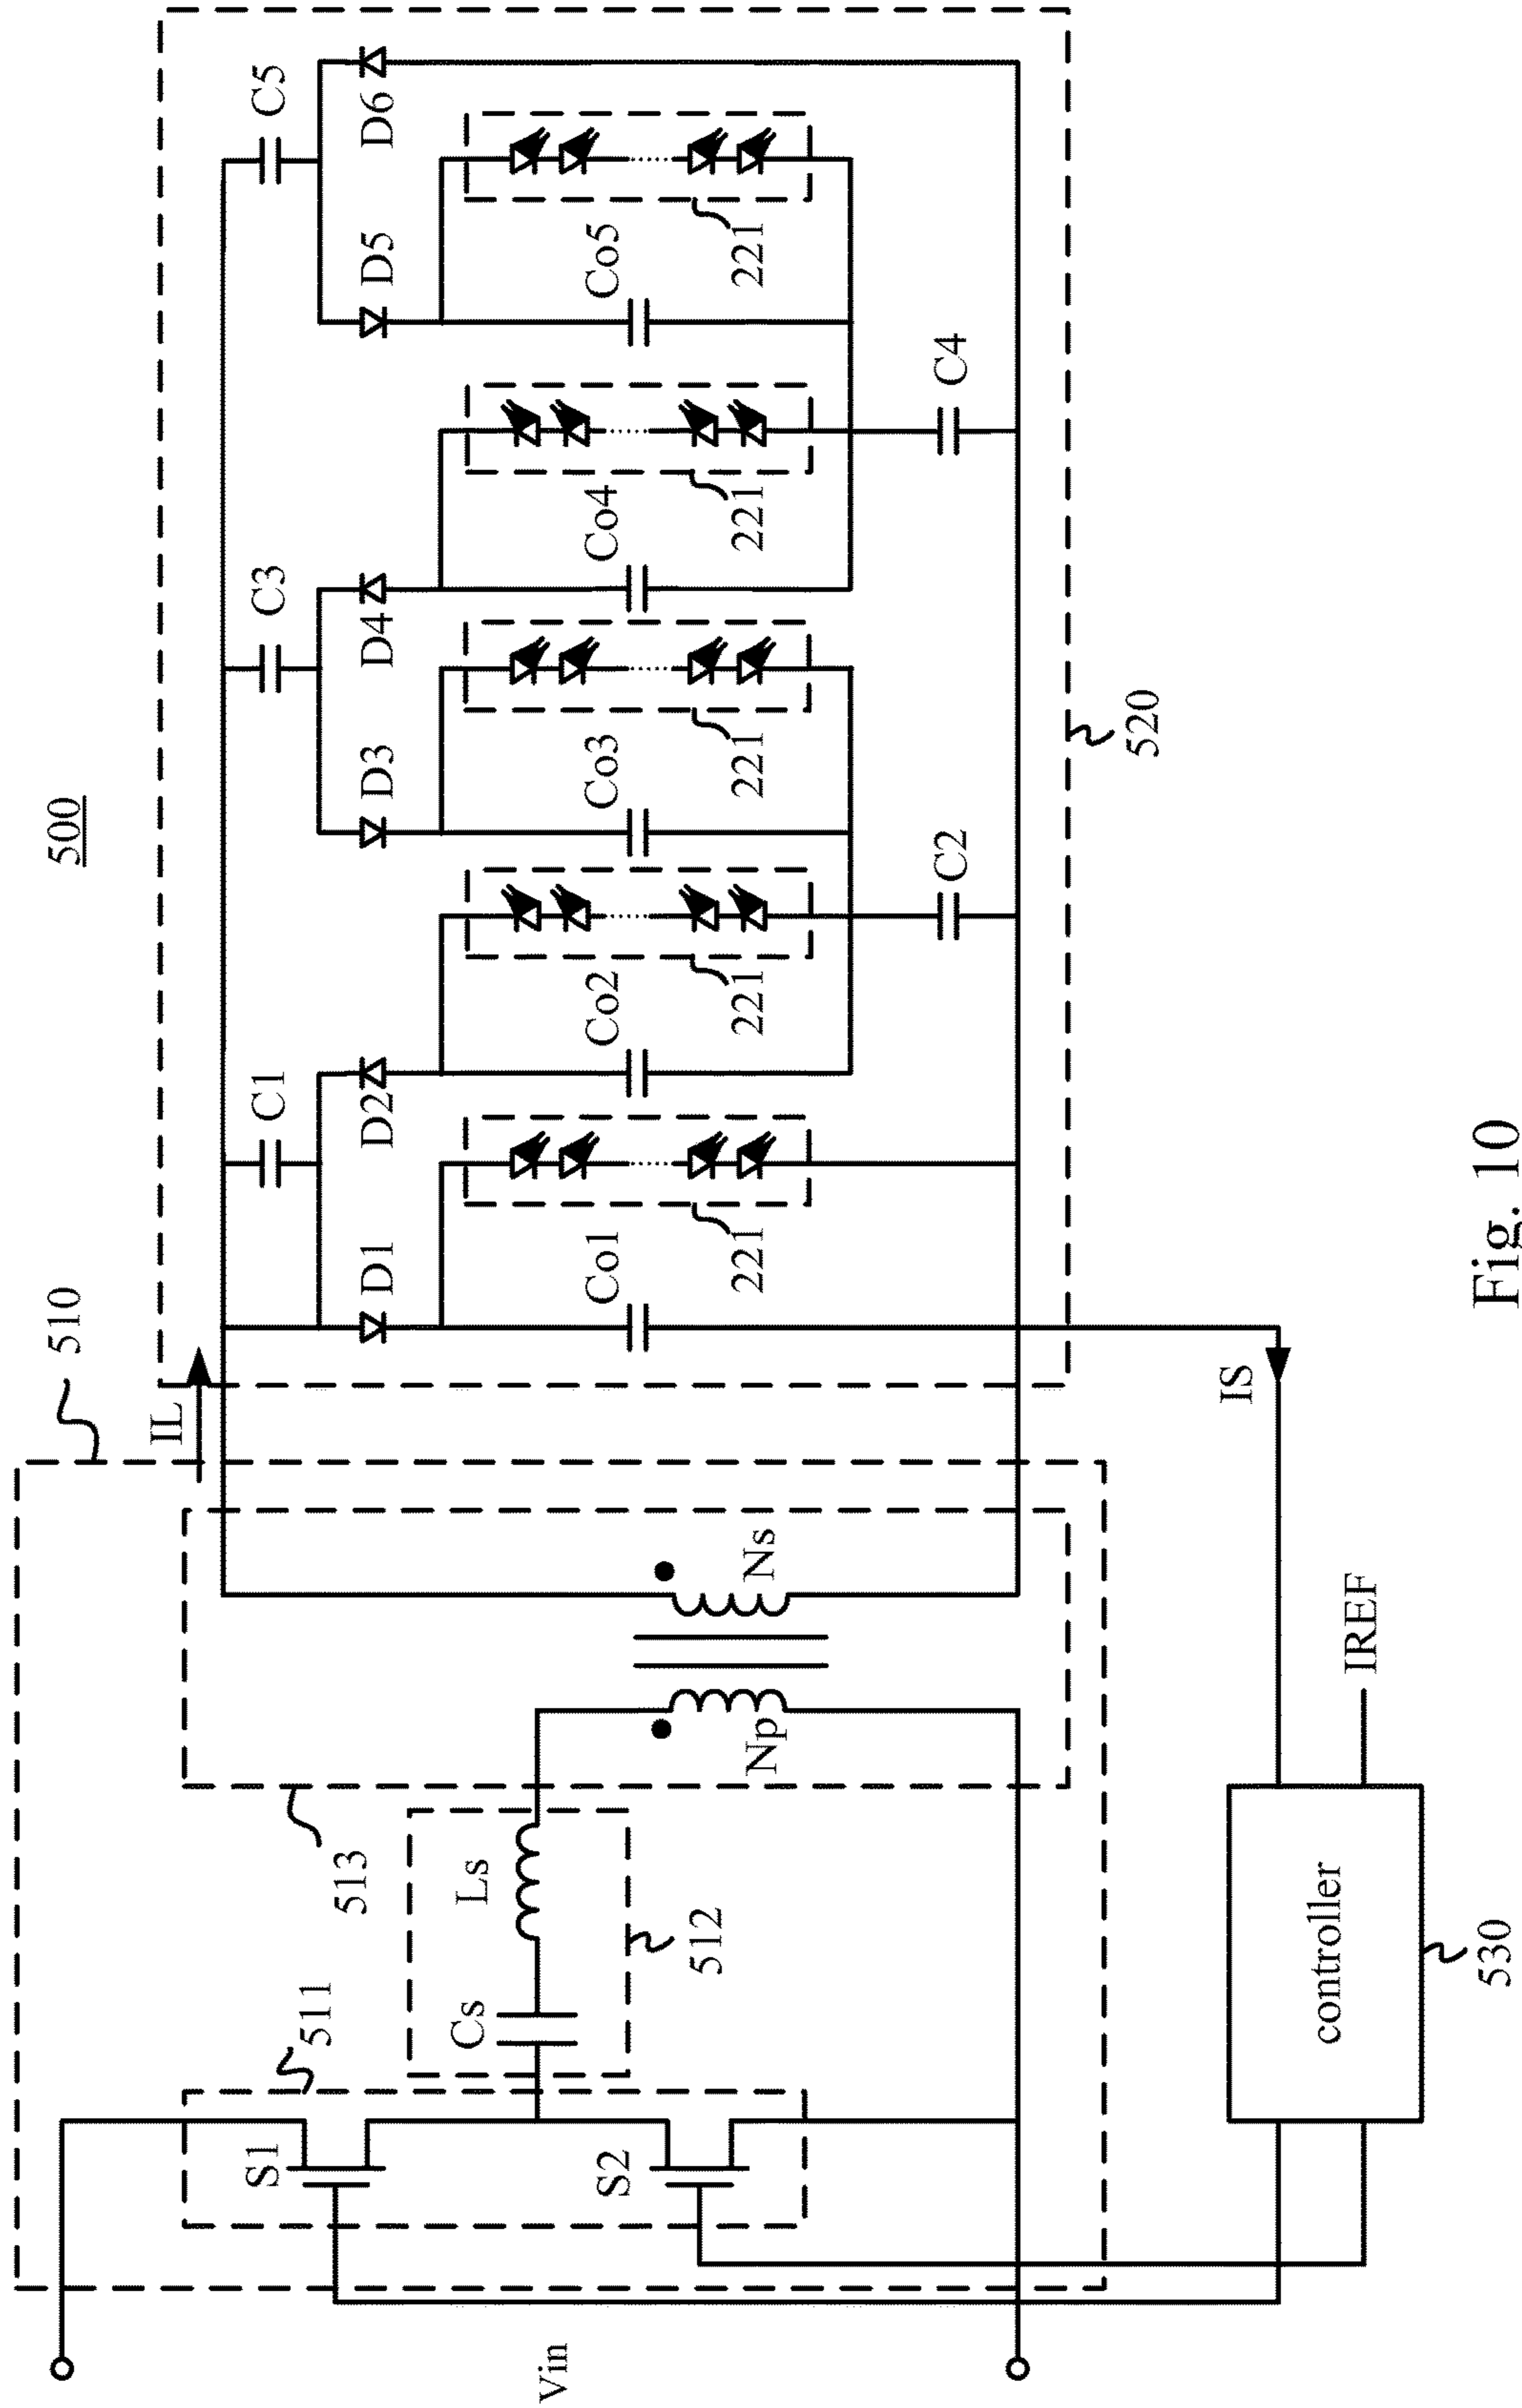 500
510
IL
C1
C3
C5
D1
D2
D3
D4
D5
D6
Co1
Co2
Co3
Co4
Co5
221
221
221
221
221
C2
C4
520
511
S1
S2
Cs
Ls
512
513
Np
Ns
Vin
IS
IREF
controller
530
Fig. 10